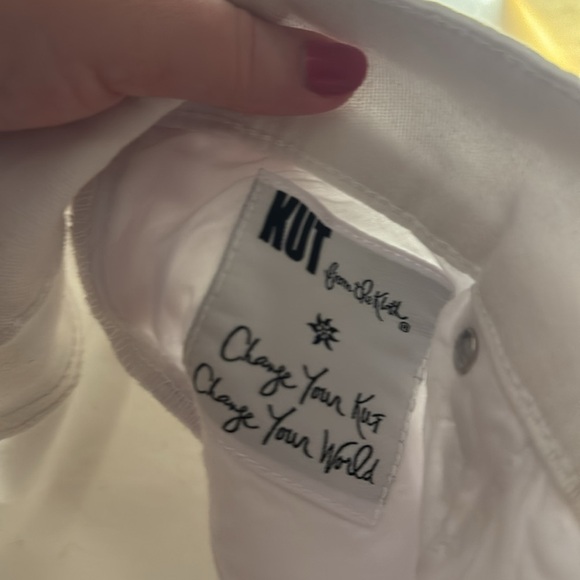 KUT from the Kloth®
Change Your Kut
Change Your World